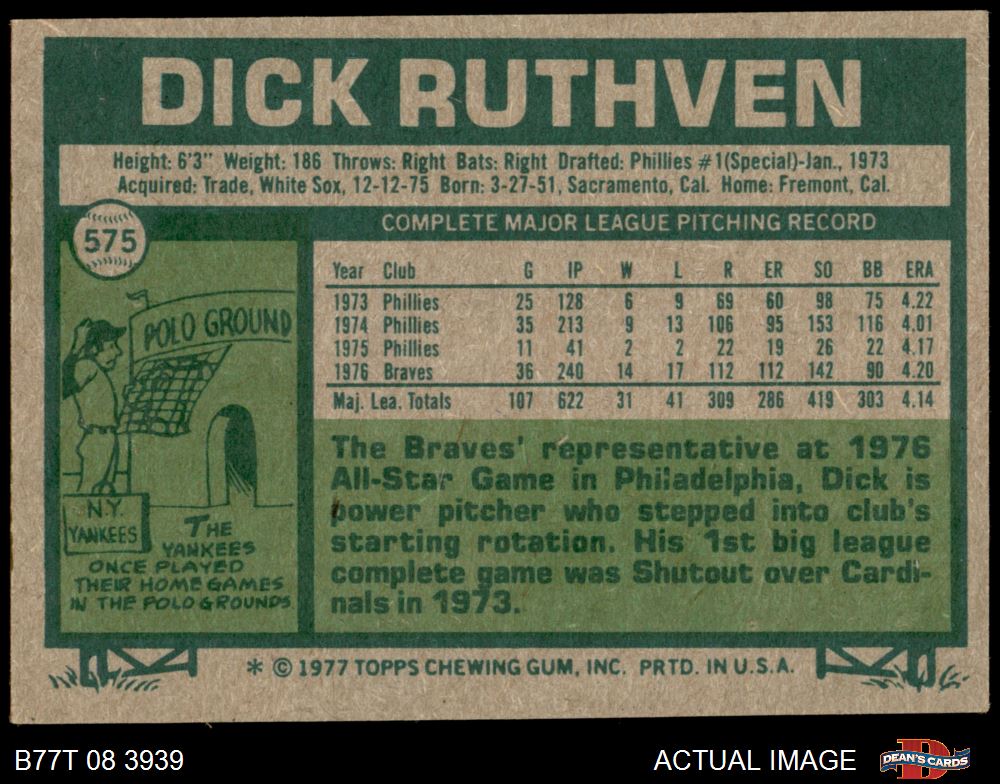 DICK RUTHVEN
Height: 6'3" Weight: 186 Throws: Right Bats: Right Drafted: Phillies #1(Special)-Jan., 1973
Acquired: Trade, White Sox, 12-12-75 Born: 3-27-51, Sacramento, Cal. Home: Fremont, Cal.
575
COMPLETE MAJOR LEAGUE PITCHING RECORD
Year Club G IP W L R ER SO BB ERA
1973 Phillies 25 128 6 9 69 60 98 75 4.22
1974 Phillies 35 213 9 13 106 95 153 116 4.01
1975 Phillies 11 41 2 2 22 19 26 22 4.17
1976 Braves 36 240 14 17 112 112 142 90 4.20
Maj. Lea. Totals 107 622 31 41 309 286 419 303 4.14
POLO GROUND
N.Y.
YANKEES
THE
YANKEES
ONCE PLAYED
THEIR HOME GAMES
IN THE POLO GROUNDS
The Braves' representative at 1976
All-Star Game in Philadelphia, Dick is
power pitcher who stepped into club's
starting rotation. His 1st big league
complete game was Shutout over Cardi-
nals in 1973.
* © 1977 TOPPS CHEWING GUM, INC. PRTD. IN U.S.A.
B77T 08 3939
ACTUAL IMAGE
D
DEAN'S CARDS